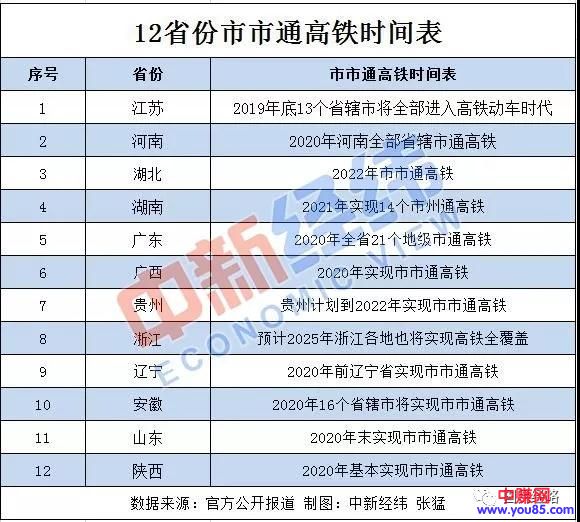 12省份市市通高铁时间表
序号 省份 市市通高铁时间表
1 江苏 2019年底13个省辖市将全部进入高铁动车时代
2 河南 2020年河南全部省辖市通高铁
3 湖北 2022年市市通高铁
4 湖南 2021年实现14个市州通高铁
5 广东 2020年全省21个地级市通高铁
6 广西 2020年实现市市通高铁
7 贵州 贵州计划到2022年实现市市通高铁
8 浙江 预计2025年浙江各地也将实现高铁全覆盖
9 辽宁 2020年前辽宁省实现市市通高铁
10 安徽 2020年16个省辖市将实现市市通高铁
11 山东 2020年末实现市市通高铁
12 陕西 2020年基本实现市市通高铁
数据来源：官方公开报道 制图：中新经纬 张猛
中新经纬
ECONOMIC VIEW
中赚网
www.you85.com